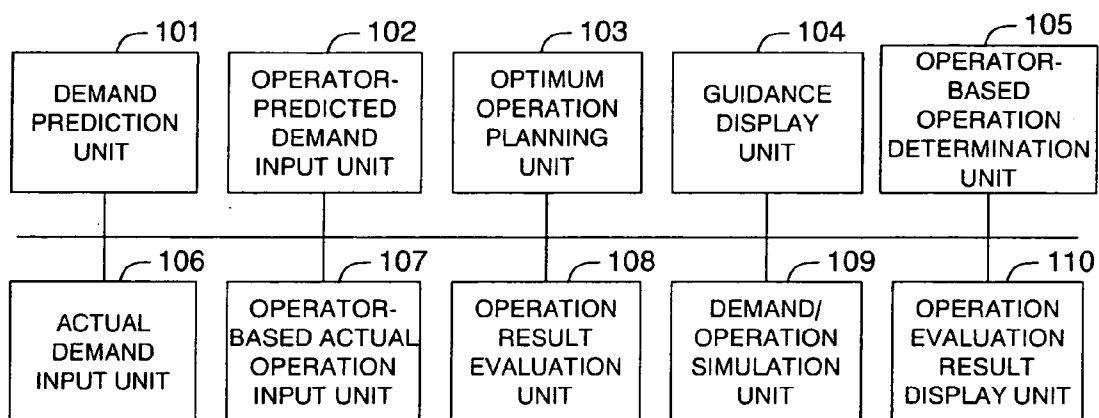 101
DEMAND
PREDICTION
UNIT
102
OPERATOR-
PREDICTED
DEMAND
INPUT UNIT
103
OPTIMUM
OPERATION
PLANNING
UNIT
104
GUIDANCE
DISPLAY
UNIT
105
OPERATOR-
BASED
OPERATION
DETERMINATION
UNIT
106
ACTUAL
DEMAND
INPUT UNIT
107
OPERATOR-
BASED ACTUAL
OPERATION
INPUT UNIT
108
OPERATION
RESULT
EVALUATION
UNIT
109
DEMAND/
OPERATION
SIMULATION
UNIT
110
OPERATION
EVALUATION
RESULT
DISPLAY UNIT